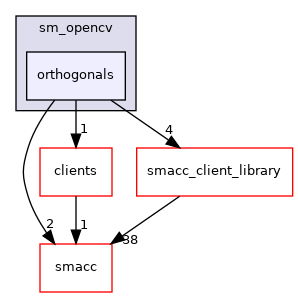 sm_opencv
orthogonals
1
4
clients
smacc_client_library
2
1
38
smacc